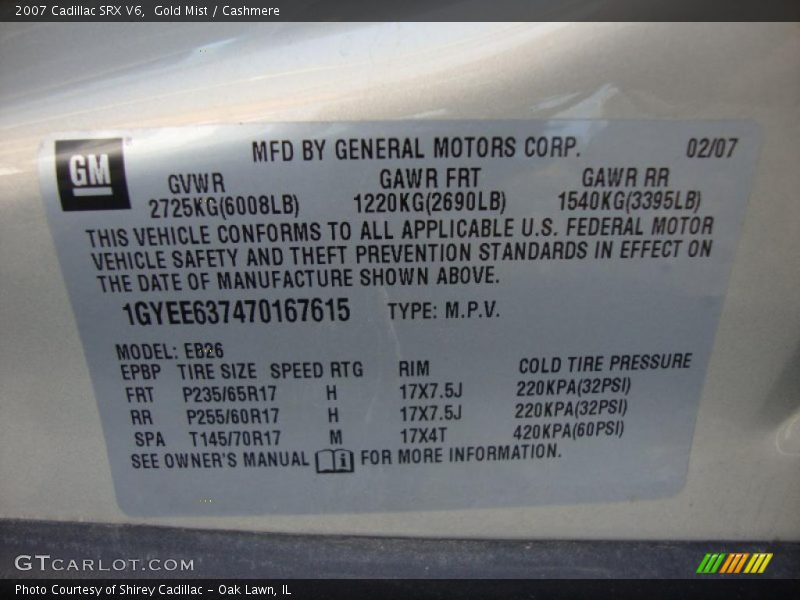 2007 Cadillac SRX V6, Gold Mist / Cashmere
GM
MFD BY GENERAL MOTORS CORP. 02/07
GVWR GAWR FRT GAWR RR
2725KG(6008LB) 1220KG(2690LB) 1540KG(3395LB)
THIS VEHICLE CONFORMS TO ALL APPLICABLE U.S. FEDERAL MOTOR
VEHICLE SAFETY AND THEFT PREVENTION STANDARDS IN EFFECT ON
THE DATE OF MANUFACTURE SHOWN ABOVE.
1GYEE637470167615 TYPE: M.P.V.
MODEL: EB26
EPBP TIRE SIZE SPEED RTG RIM COLD TIRE PRESSURE
FRT P235/65R17 H 17X7.5J 220KPA(32PSI)
RR P255/60R17 H 17X7.5J 220KPA(32PSI)
SPA T145/70R17 M 17X4T 420KPA(60PSI)
SEE OWNER'S MANUAL i FOR MORE INFORMATION.
GTCARLOT.COM
Photo Courtesy of Shirey Cadillac - Oak Lawn, IL